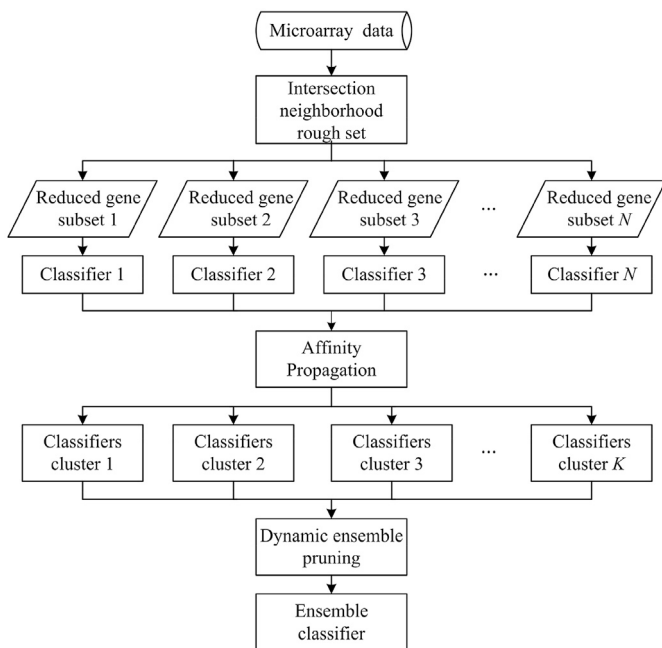 Microarray data
Intersection
neighborhood
rough set
Reduced gene
subset 1
Reduced gene
subset 2
Reduced gene
subset 3
...
Reduced gene
subset N
Classifier 1
Classifier 2
Classifier 3
...
Classifier N
Affinity
Propagation
Classifiers
cluster 1
Classifiers
cluster 2
Classifiers
cluster 3
...
Classifiers
cluster K
Dynamic ensemble
pruning
Ensemble
classifier